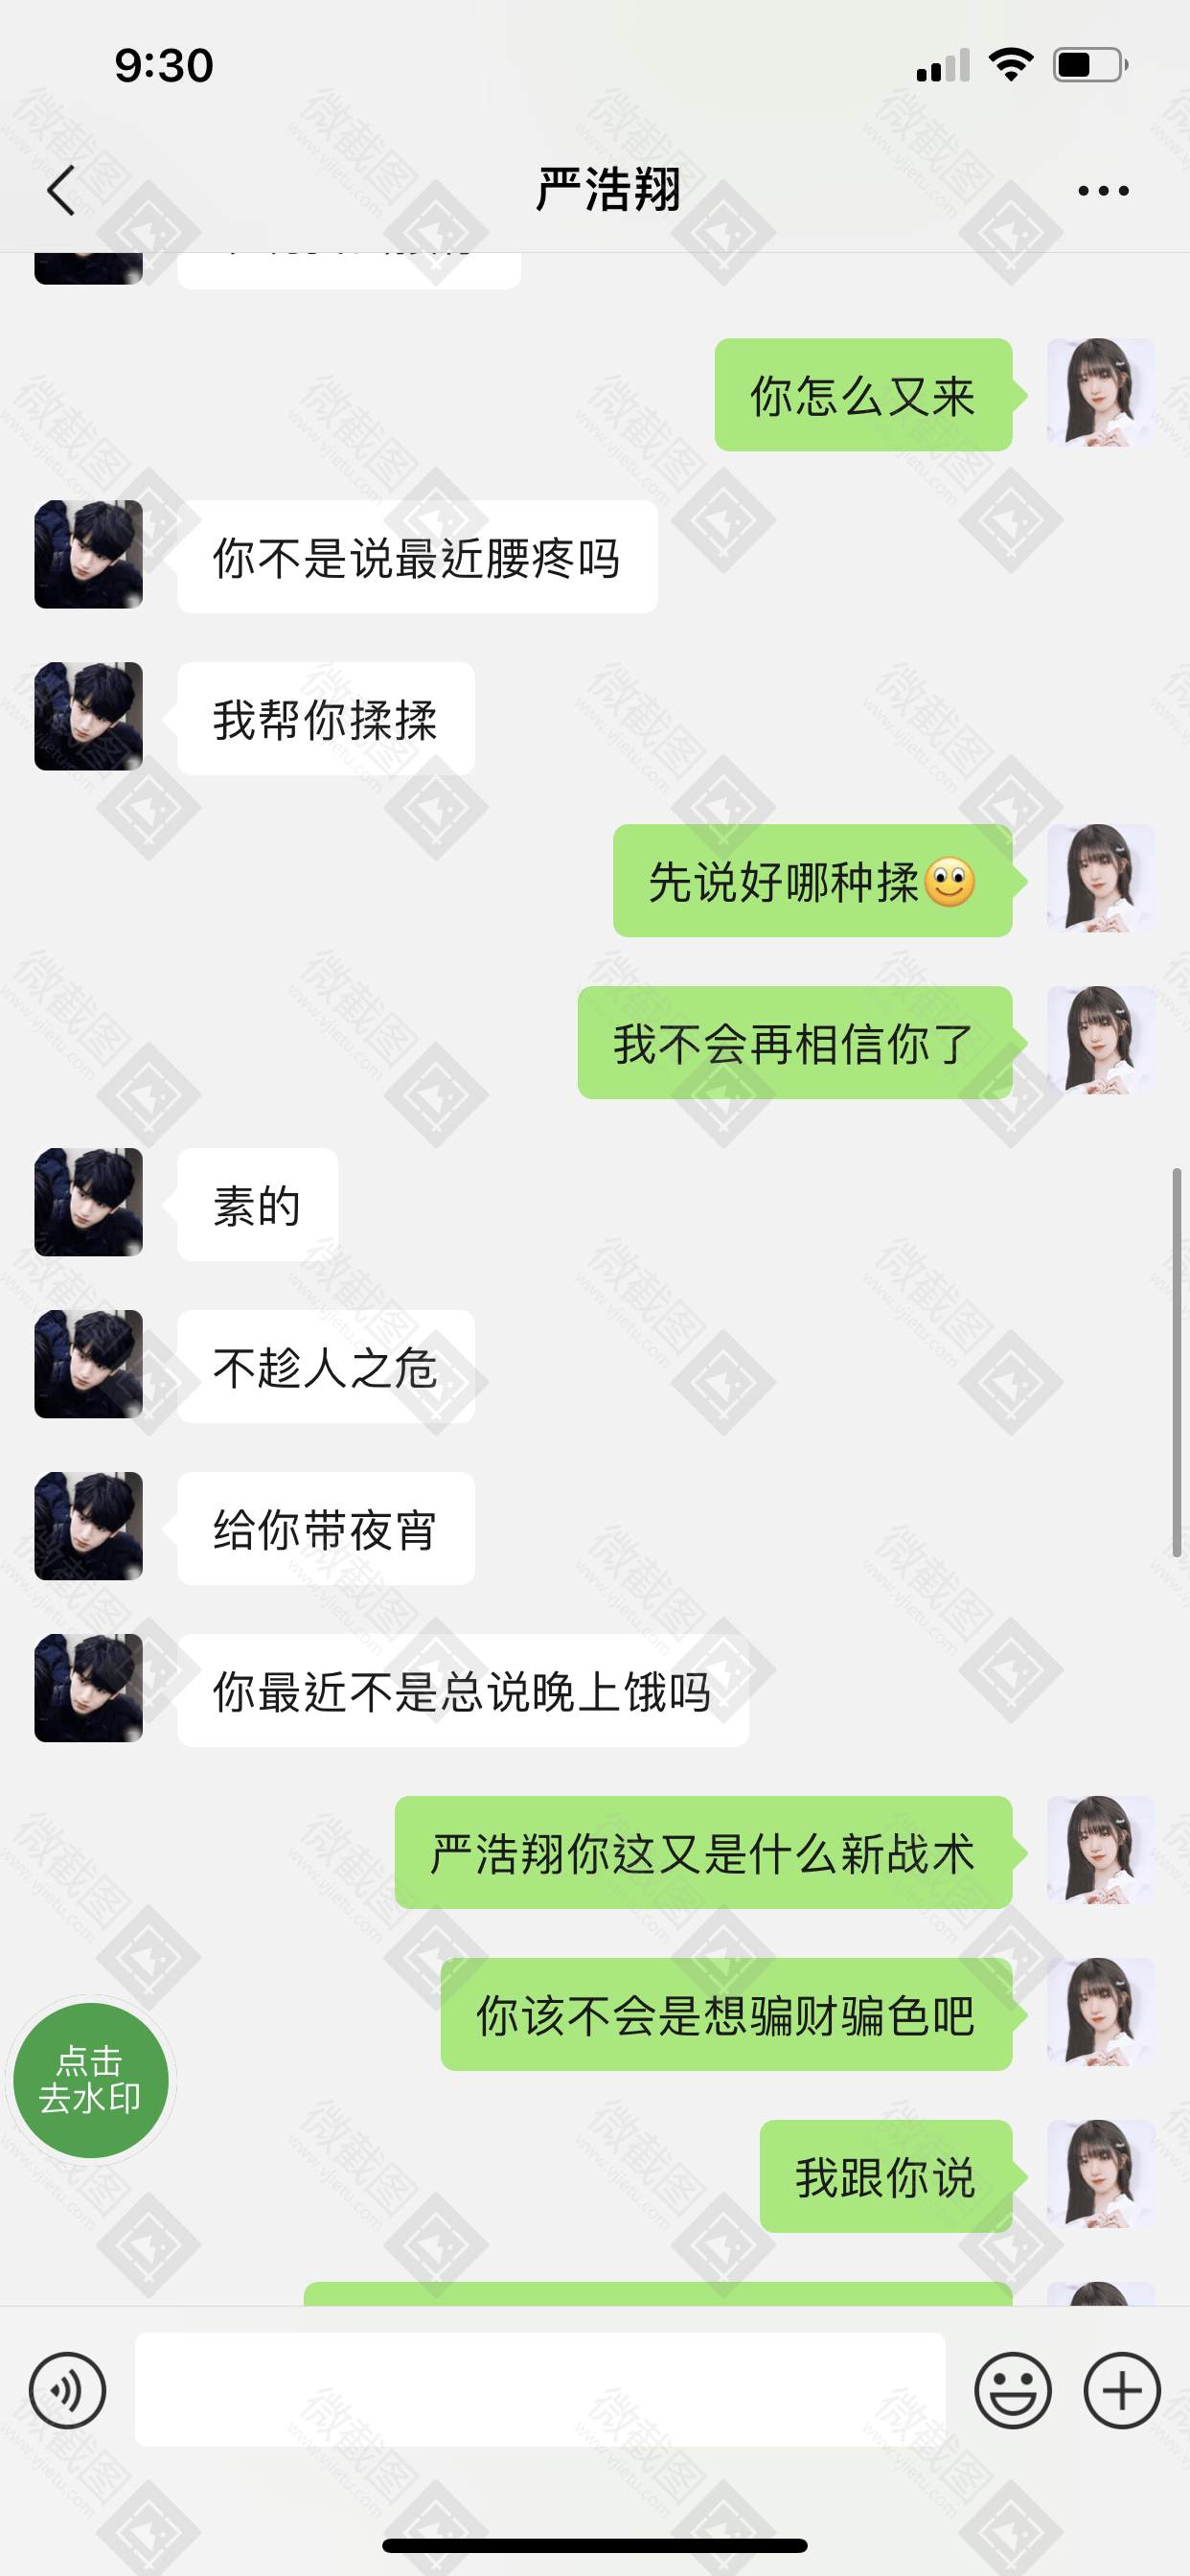 9:30
严浩翔
你怎么又来
你不是说最近腰疼吗
我帮你揉揉
先说好哪种揉
我不会再相信你了
素的
不趁人之危
给你带夜宵
你最近不是总说晚上饿吗
严浩翔你这又是什么新战术
你该不会是想骗财骗色吧
点击
去水印
我跟你说
微截图
www.vjietu.com